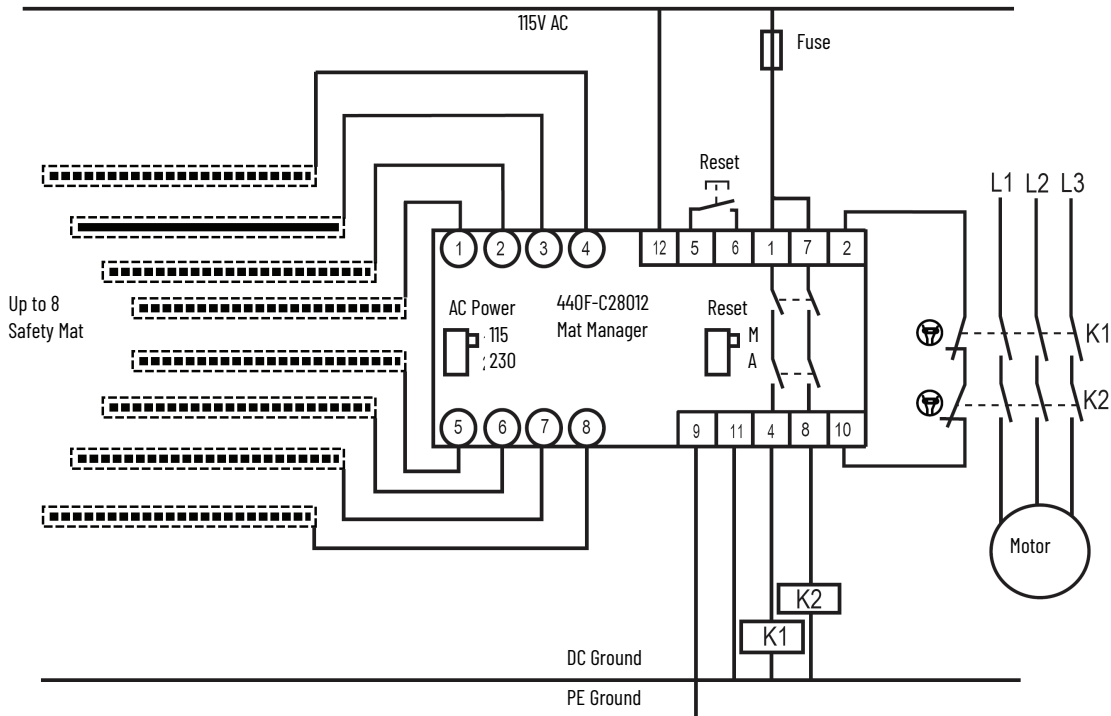 115V AC
Fuse
Reset
L1 L2 L3
1 2 3 4
12 5 6 1 7 2
Up to 8
Safety Mat
AC Power
115
230
440F-C28012
Mat Manager
Reset
M
A
K1
K2
5 6 7 8
9 11 4 8 10
Motor
K2
K1
DC Ground
PE Ground